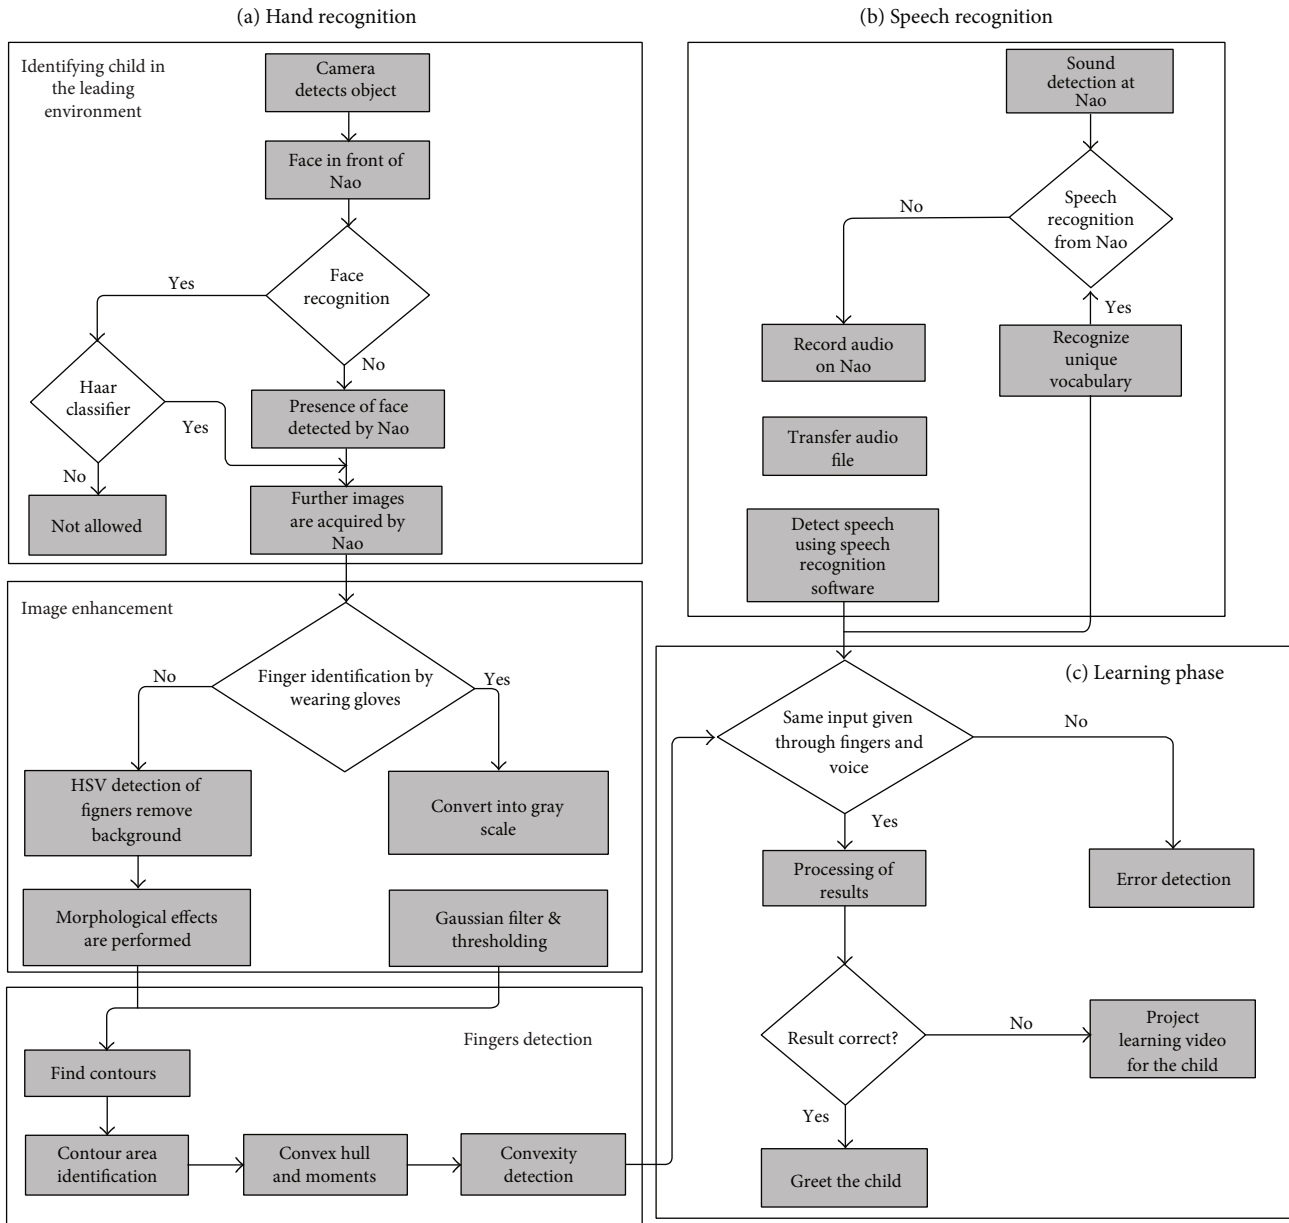 (a) Hand recognition
Identifying child in
the leading
environment
Camera
detects object
Face in front of
Nao
Face
recognition
Yes
No
Haar
classifier
Yes
No
Presence of face
detected by Nao
Not allowed
Further images
are acquired by
Nao
Image enhancement
Finger identification by
wearing gloves
No
Yes
HSV detection of
figners remove
background
Convert into gray
scale
Morphological effects
are performed
Gaussian filter &
thresholding
Fingers detection
Find contours
Contour area
identification
Convex hull
and moments
Convexity
detection
(b) Speech recognition
Sound
detection at
Nao
Speech
recognition
from Nao
No
Yes
Record audio
on Nao
Recognize
unique
vocabulary
Transfer audio
file
Detect speech
using speech
recognition
software
(c) Learning phase
Same input given
through fingers and
voice
No
Yes
Processing of
results
Error detection
Result correct?
No
Project
learning video
for the child
Yes
Greet the child